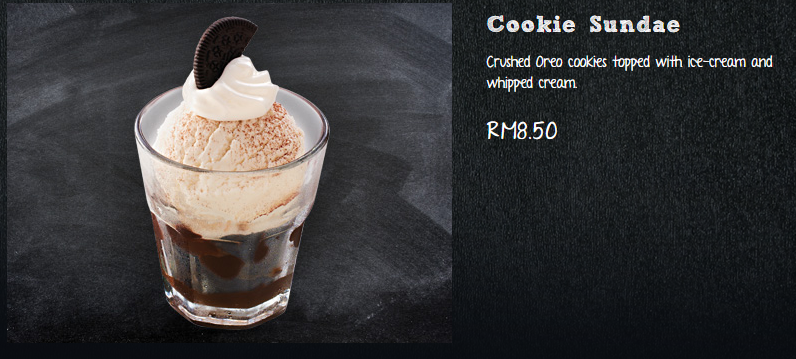 Cookie Sundae
Crushed Oreo cookies topped with ice-cream and
whipped cream.
RM8.50